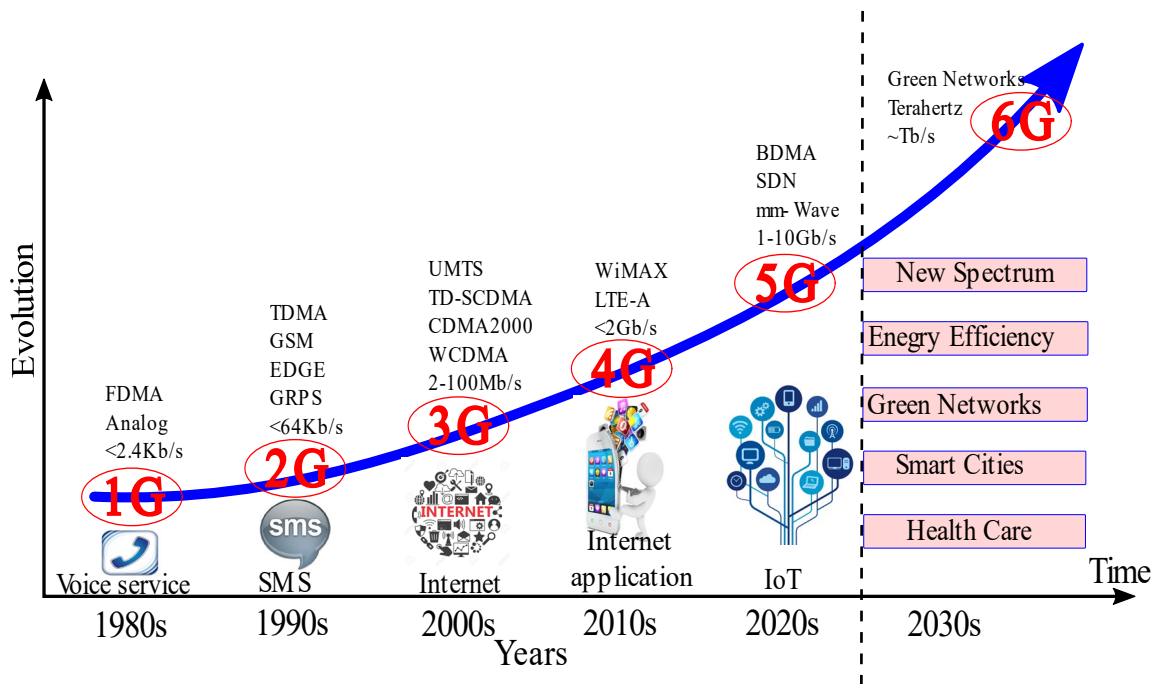 Evolution
FDMA
Analog
<2.4Kb/s
1G
Voice service
1980s
TDMA
GSM
EDGE
GRPS
<64Kb/s
2G
sms
SMS
1990s
UMTS
TD-SCDMA
CDMA2000
WCDMA
2-100Mb/s
3G
INTERNET
Internet
2000s
WiMAX
LTE-A
<2Gb/s
4G
Internet
application
2010s
BDMA
SDN
mm- Wave
1-10Gb/s
5G
IoT
2020s
Green Networks
Terahertz
~Tb/s
6G
New Spectrum
Enegry Efficiency
Green Networks
Smart Cities
Health Care
2030s
Time
Years